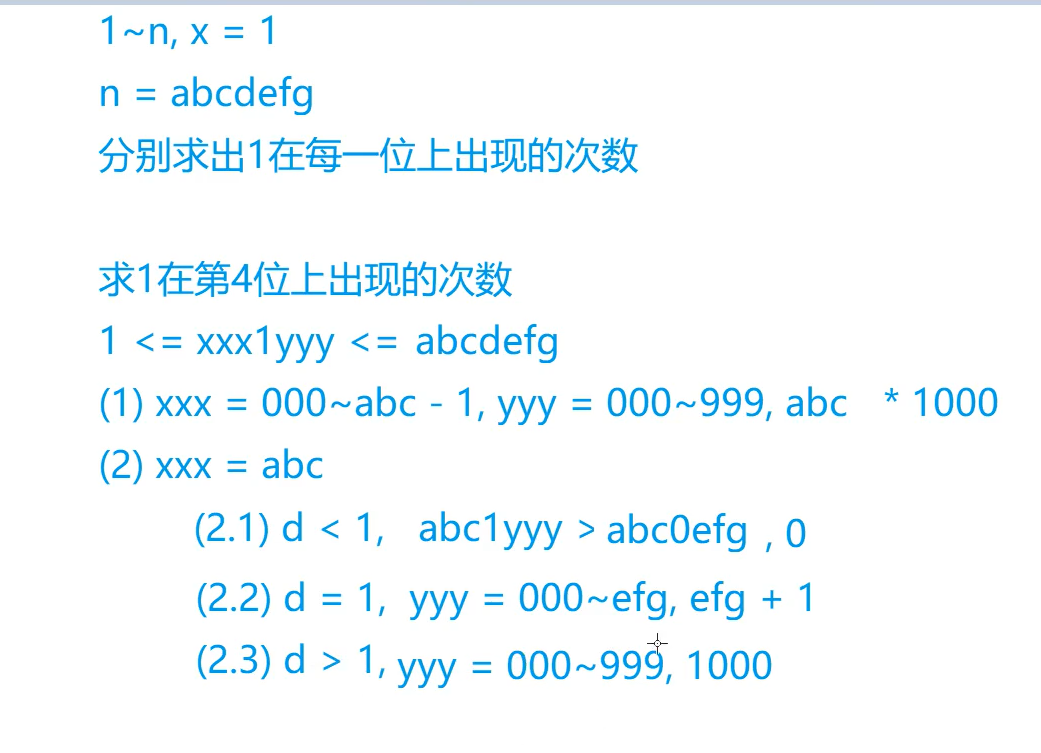 1~n, x = 1
n = abcdefg
分别求出1在每一位上出现的次数
求1在第4位上出现的次数
1 <= xxx1yyy <= abcdefg
(1) xxx = 000~abc - 1, yyy = 000~999, abc * 1000
(2) xxx = abc
(2.1) d < 1, abc1yyy > abc0efg , 0
(2.2) d = 1, yyy = 000~efg, efg + 1
(2.3) d > 1, yyy = 000~999, 1000